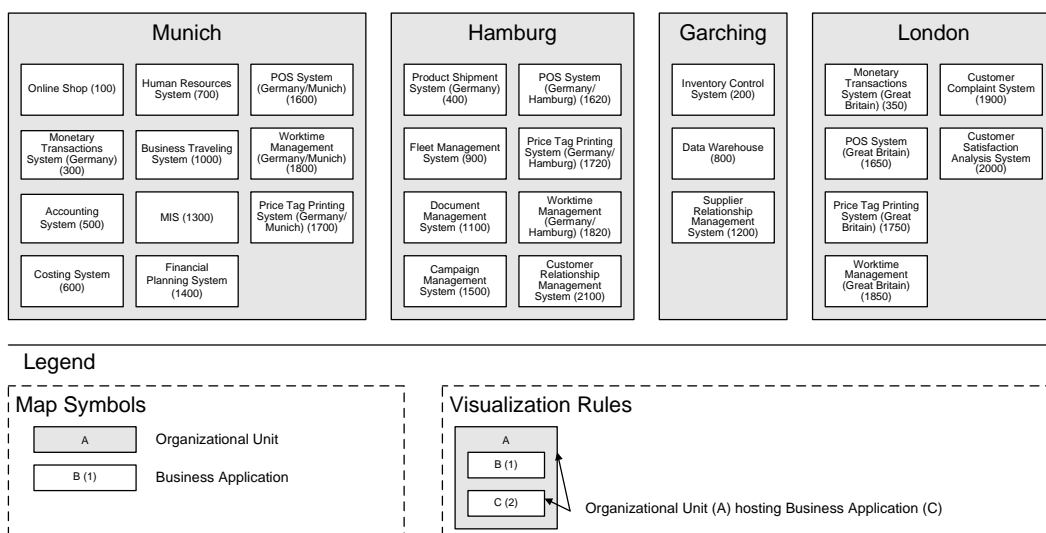 Munich
Online Shop (100)
Monetary
Transactions
System (Germany)
(300)
Accounting
System (500)
Costing System
(600)
Human Resources
System (700)
Business Traveling
System (1000)
MIS (1300)
Financial
Planning System
(1400)
POS System
(Germany/Munich)
(1600)
Worktime
Management
(Germany/Munich)
(1800)
Price Tag Printing
System (Germany/
Munich) (1700)
Hamburg
Product Shipment
System (Germany)
(400)
Fleet Management
System (900)
Document
Management
System (1100)
Campaign
Management
System (1500)
POS System
(Germany/
Hamburg) (1620)
Price Tag Printing
System (Germany/
Hamburg) (1720)
Worktime
Management
(Germany/
Hamburg) (1820)
Customer
Relationship
Management
System (2100)
Garching
Inventory Control
System (200)
Data Warehouse
(800)
Supplier
Relationship
Management
System (1200)
London
Monetary
Transactions
System (Great
Britain) (350)
POS System
(Great Britain)
(1650)
Price Tag Printing
System (Great
Britain) (1750)
Worktime
Management
(Great Britain)
(1850)
Customer
Complaint System
(1900)
Customer
Satisfaction
Analysis System
(2000)
Legend
Map Symbols
A
Organizational Unit
B (1)
Business Application
Visualization Rules
A
B (1)
C (2)
Organizational Unit (A) hosting Business Application (C)